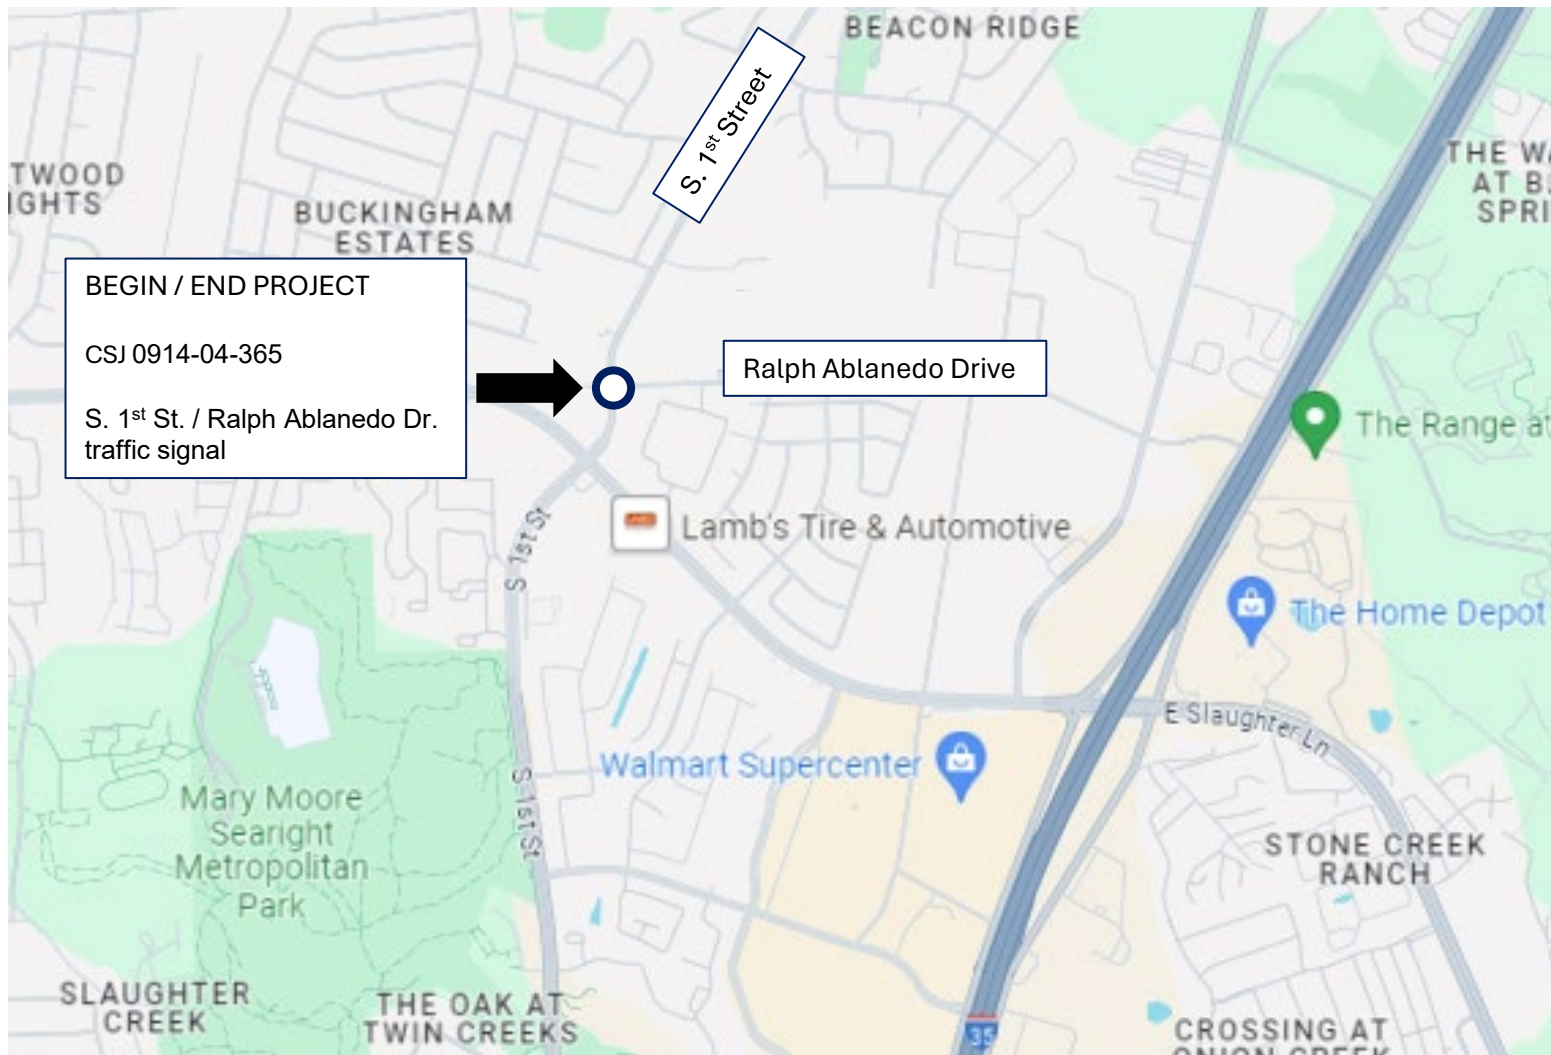 BEACON RIDGE
S. 1st Street
THE WA
AT B
SPRI
TWOOD
IGHTS
BUCKINGHAM
ESTATES
BEGIN / END PROJECT
CSJ 0914-04-365
S. 1st St. / Ralph Ablanedo Dr.
traffic signal
Ralph Ablanedo Drive
The Range at
S 1st St
Lamb's Tire & Automotive
The Home Depot
E Slaughter Ln
Walmart Supercenter
S 1st St
Mary Moore
Searight
Metropolitan
Park
STONE CREEK
RANCH
SLAUGHTER
CREEK
THE OAK AT
TWIN CREEKS
35
CROSSING AT
ONION CREEK